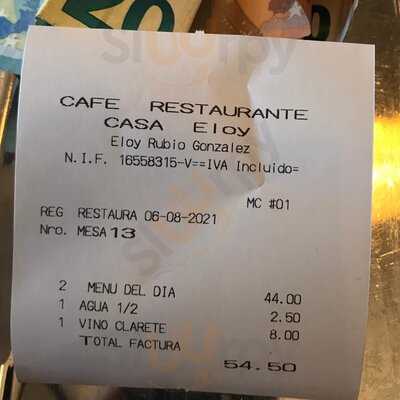 CAFE RESTAURANTE
CASA Eloy
Eloy Rubio Gonzalez
N.I.F. 16558315-V==IVA Incluido=
MC #01
REG RESTAURA 06-08-2021
Nro. MESA 13
2 MENU DEL DIA 44.00
1 AGUA 1/2 2.50
1 VINO CLARETE 8.00
TOTAL FACTURA
54.50